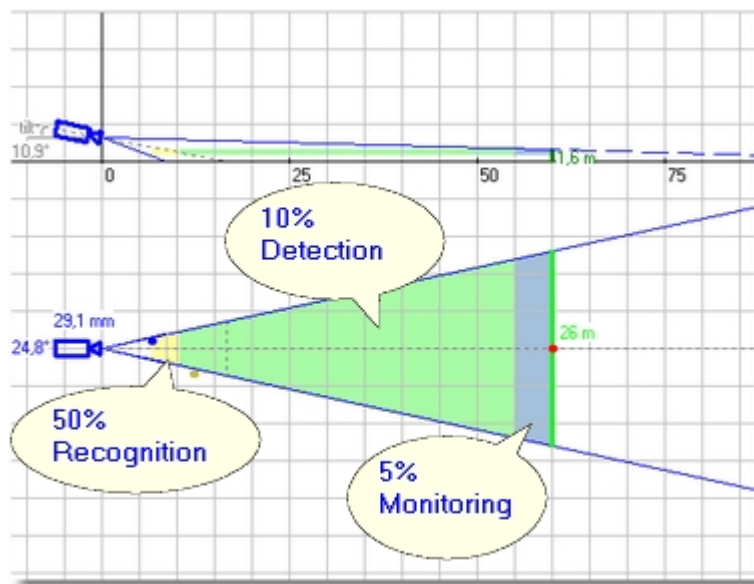 10,9°
1,6 m
0
25
50
75
10%
Detection
29,1 mm
24,8°
26 m
50%
Recognition
5%
Monitoring